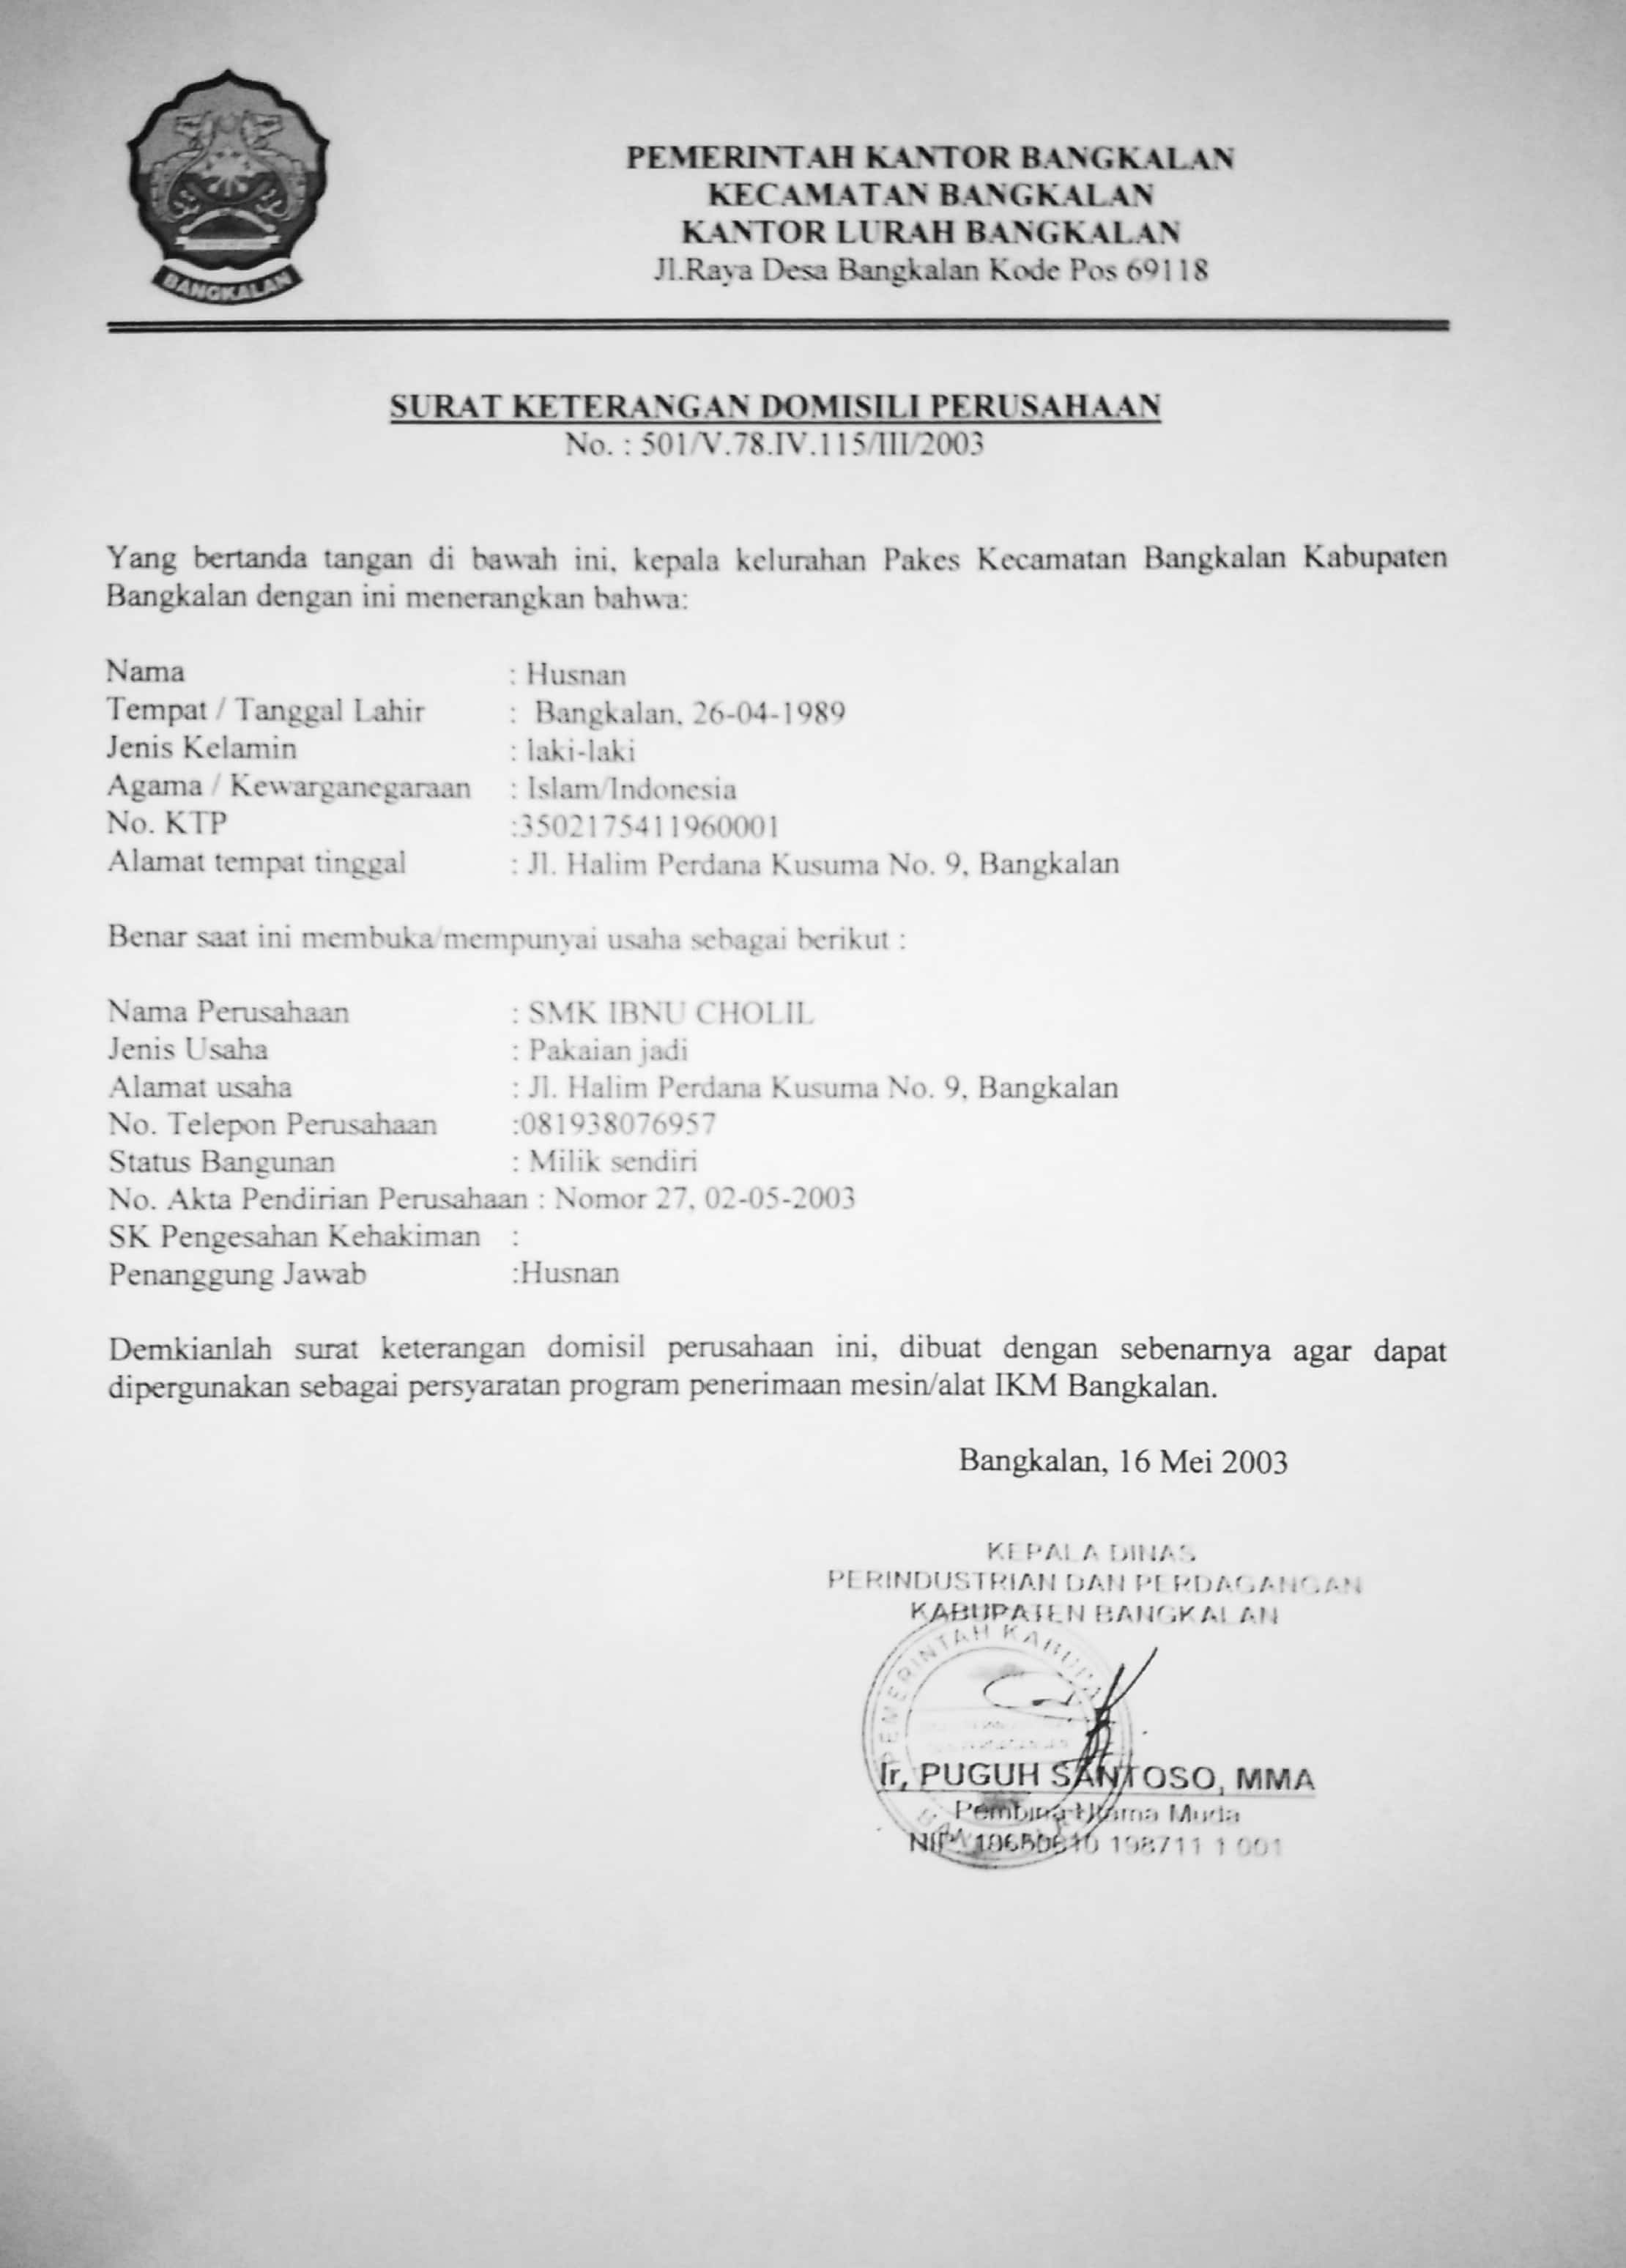 BANGKALAN
PEMERINTAH KANTOR BANGKALAN
KECAMATAN BANGKALAN
KANTOR LURAH BANGKALAN
Jl.Raya Desa Bangkalan Kode Pos 69118
SURAT KETERANGAN DOMISILI PERUSAHAAN
No. : 501/V.78.IV.115/III/2003
Yang bertanda tangan di bawah ini, kepala kelurahan Pakes Kecamatan Bangkalan Kabupaten
Bangkalan dengan ini menerangkan bahwa:
Nama : Husnan
Tempat / Tanggal Lahir : Bangkalan, 26-04-1989
Jenis Kelamin : laki-laki
Agama / Kewarganegaraan : Islam/Indonesia
No. KTP :3502175411960001
Alamat tempat tinggal : Jl. Halim Perdana Kusuma No. 9, Bangkalan
Benar saat ini membuka/mempunyai usaha sebagai berikut :
Nama Perusahaan : SMK IBNU CHOLIL
Jenis Usaha : Pakaian jadi
Alamat usaha : Jl. Halim Perdana Kusuma No. 9, Bangkalan
No. Telepon Perusahaan :081938076957
Status Bangunan : Milik sendiri
No. Akta Pendirian Perusahaan : Nomor 27, 02-05-2003
SK Pengesahan Kehakiman :
Penanggung Jawab :Husnan
Demkianlah surat keterangan domisil perusahaan ini, dibuat dengan sebenarnya agar dapat
dipergunakan sebagai persyaratan program penerimaan mesin/alat IKM Bangkalan.
Bangkalan, 16 Mei 2003
KEPALA DINAS
PERINDUSTRIAN DAN PERDAGANGAN
KABUPATEN BANGKALAN
PEMERINTAH KABUPA
Ir, PUGUH SANTOSO, MMA
Pembina Utama Muda
NIP. 198711 1 001